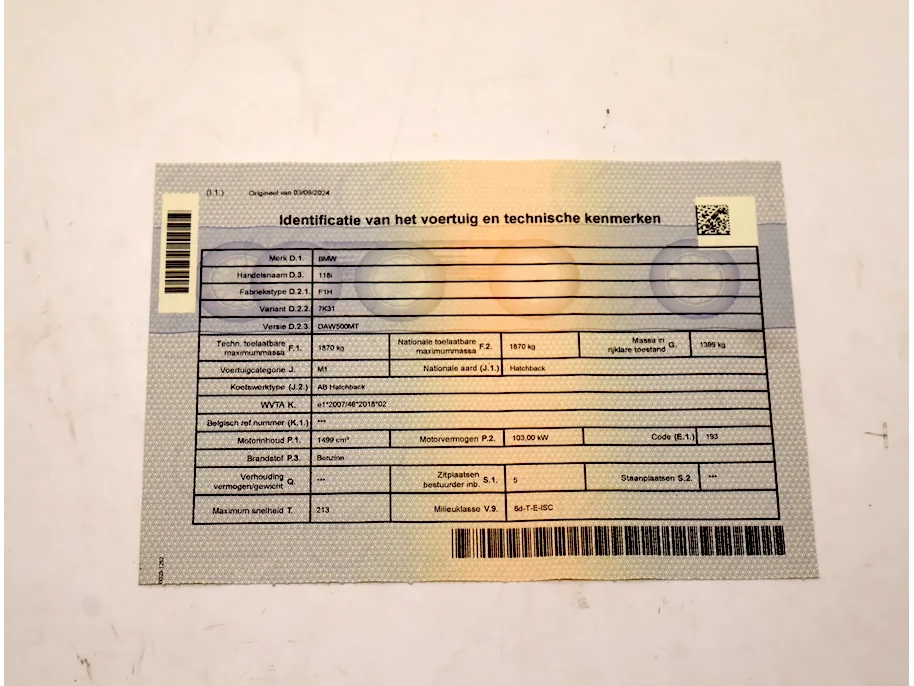 (I.1.) Origineel van 03/09/2024
Identificatie van het voertuig en technische kenmerken
Merk D.1. BMW
Handelsnaam D.3. 118i
Fabriekstype D.2.1. F1H
Variant D.2.2. 7K31
Versie D.2.3. DAW500MT
Techn. toelaatbare maximummassa F.1. 1870 kg Nationale toelaatbare maximummassa F.2. 1870 kg Massa in rijklare toestand G. 1395 kg
Voertuigcategorie J. M1 Nationale aard (J.1.) Hatchback
Koetswerktype (J.2.) AB Hatchback
WVTA K. e1*2007/46*2018*02
Belgisch ref.nummer (K.1.) ***
Motorinhoud P.1. 1499 cm³ Motorvermogen P.2. 103,00 kW Code (E.1.) 193
Brandstof P.3. Benzine
Verhouding vermogen/gewicht Q. *** Zitplaatsen bestuurder inb. S.1. 5 Staanplaatsen S.2. ***
Maximum snelheid T. 213 Milieuklasse V.9. 6d-T-E-ISC